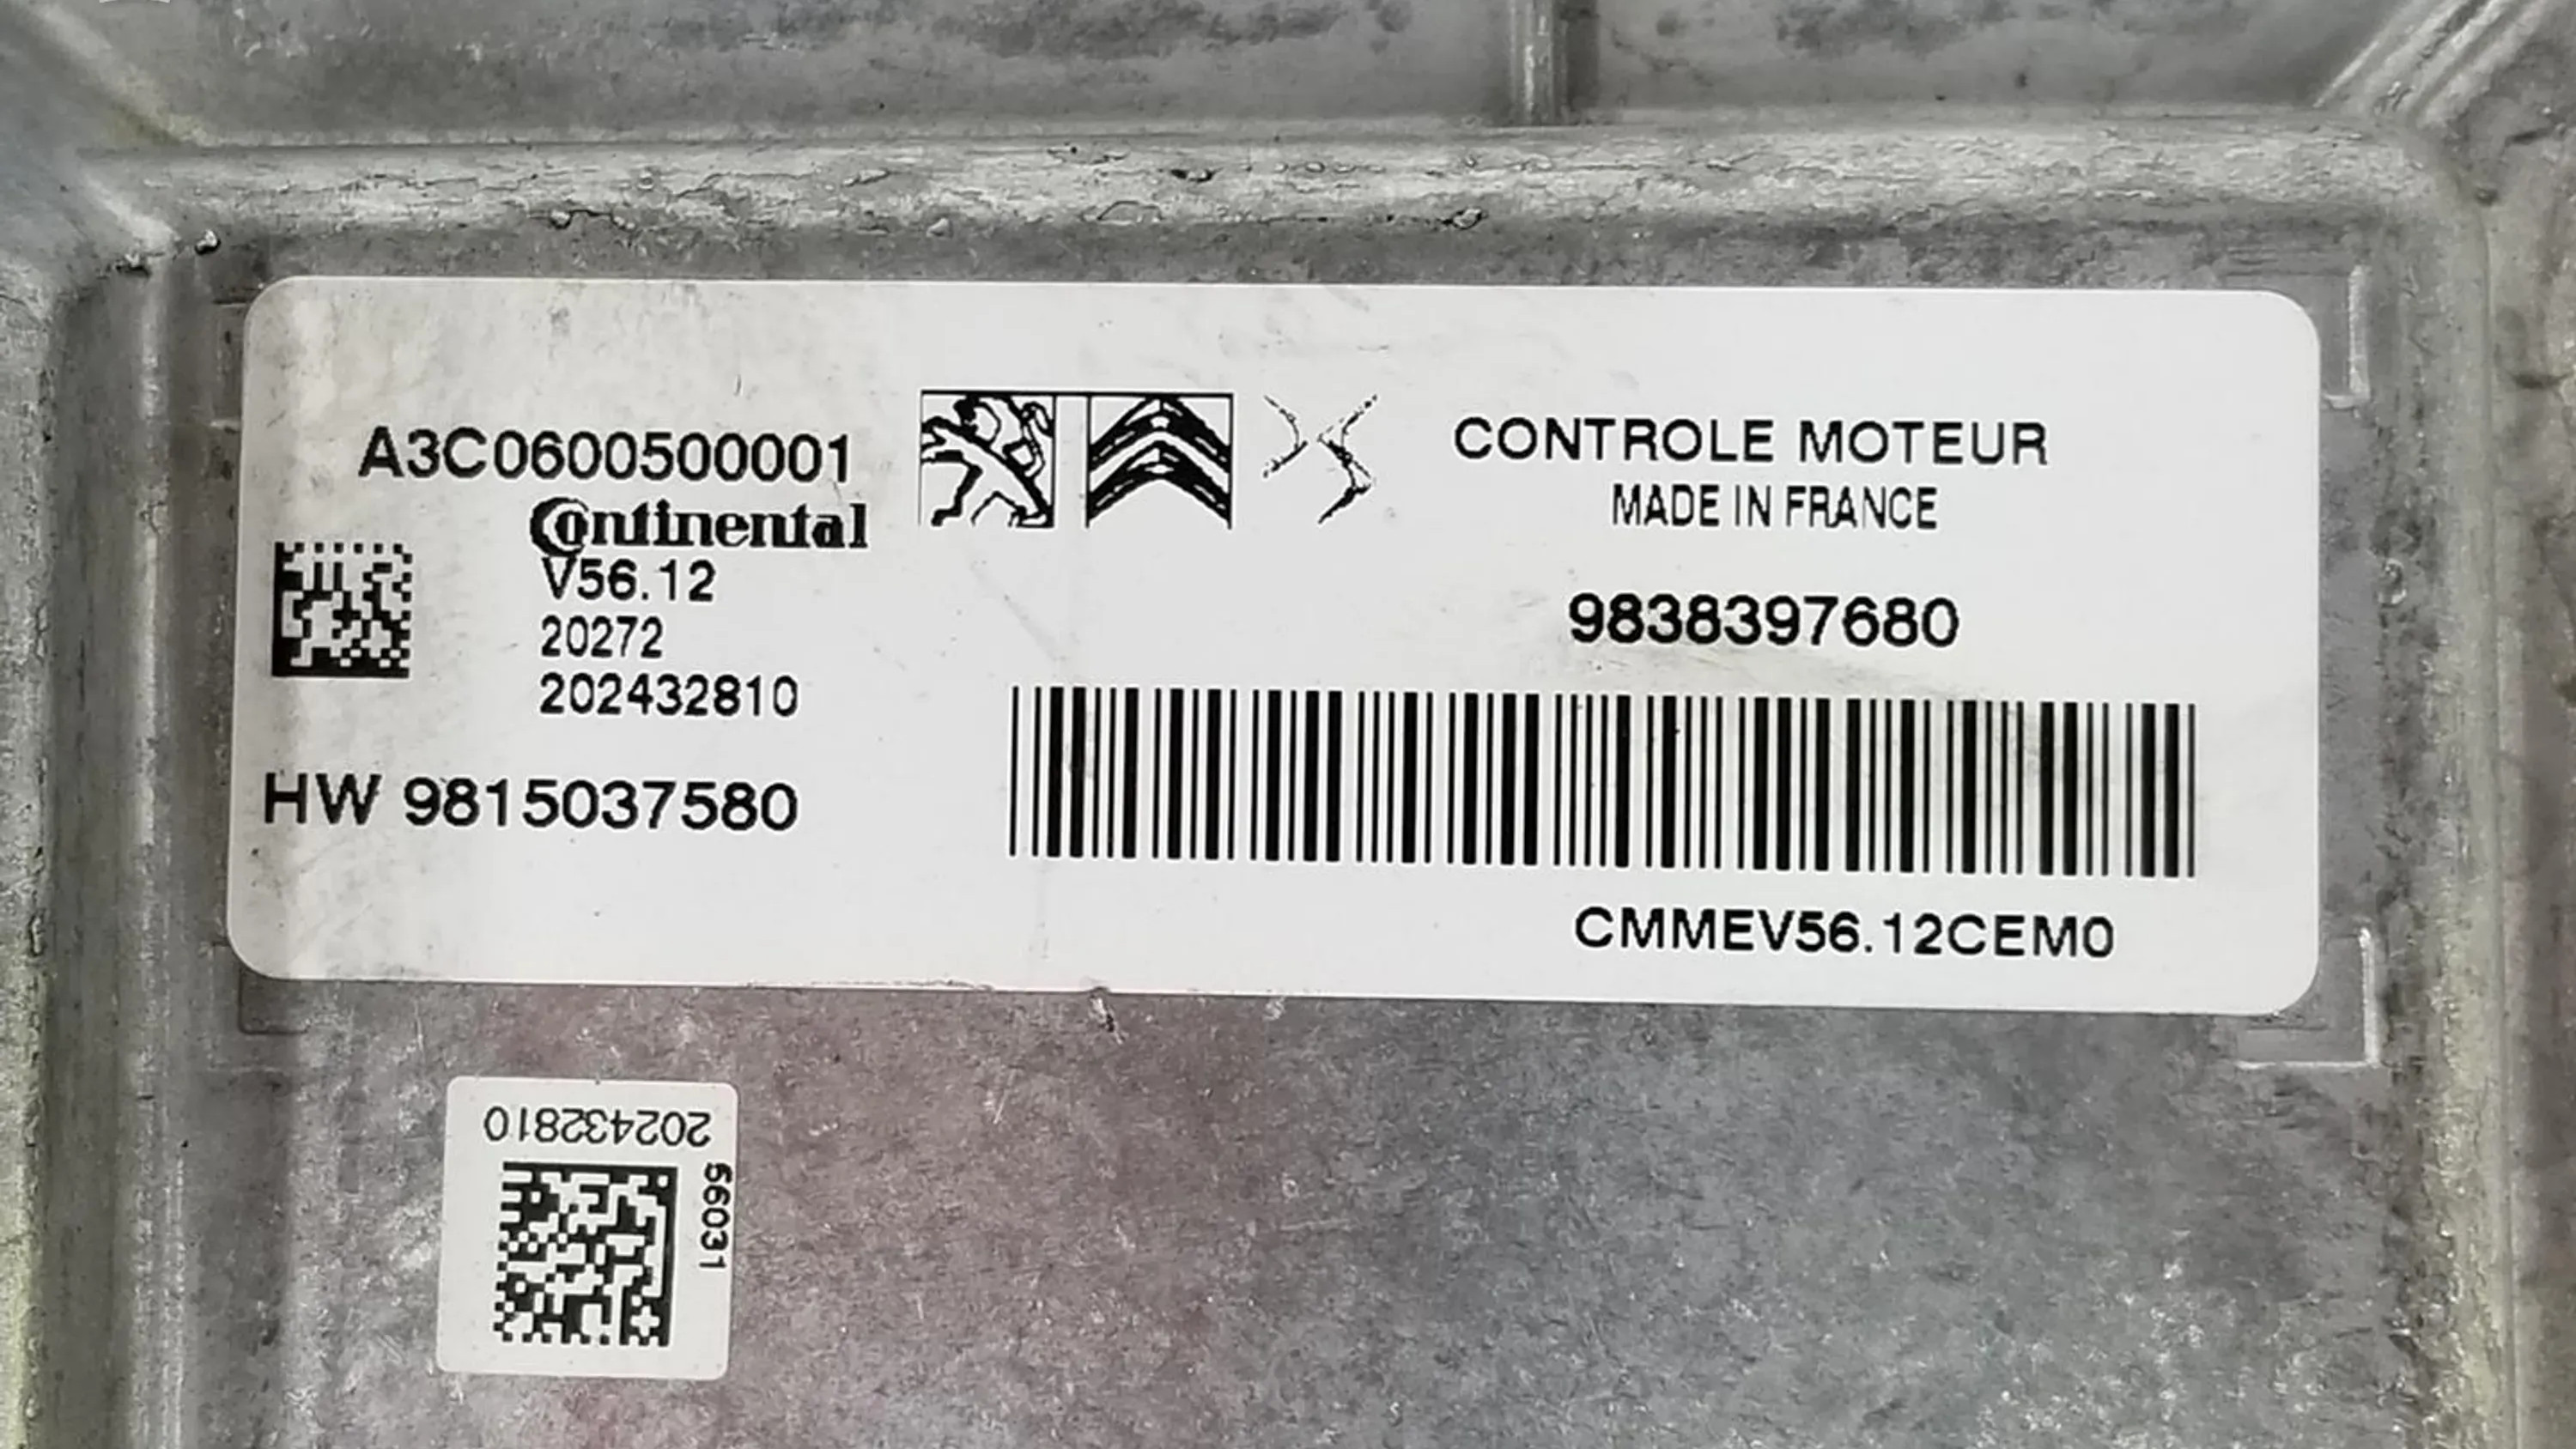 A3C0600500001
Continental
V56.12
20272
202432810
HW 9815037580
CONTROLE MOTEUR
MADE IN FRANCE
9838397680
CMMEV56.12CEM0
202432810
56031